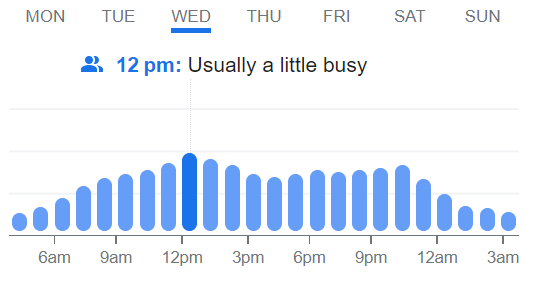 MON TUE WED THU FRI SAT SUN
12 pm: Usually a little busy
6am 9am 12pm 3pm 6pm 9pm 12am 3am